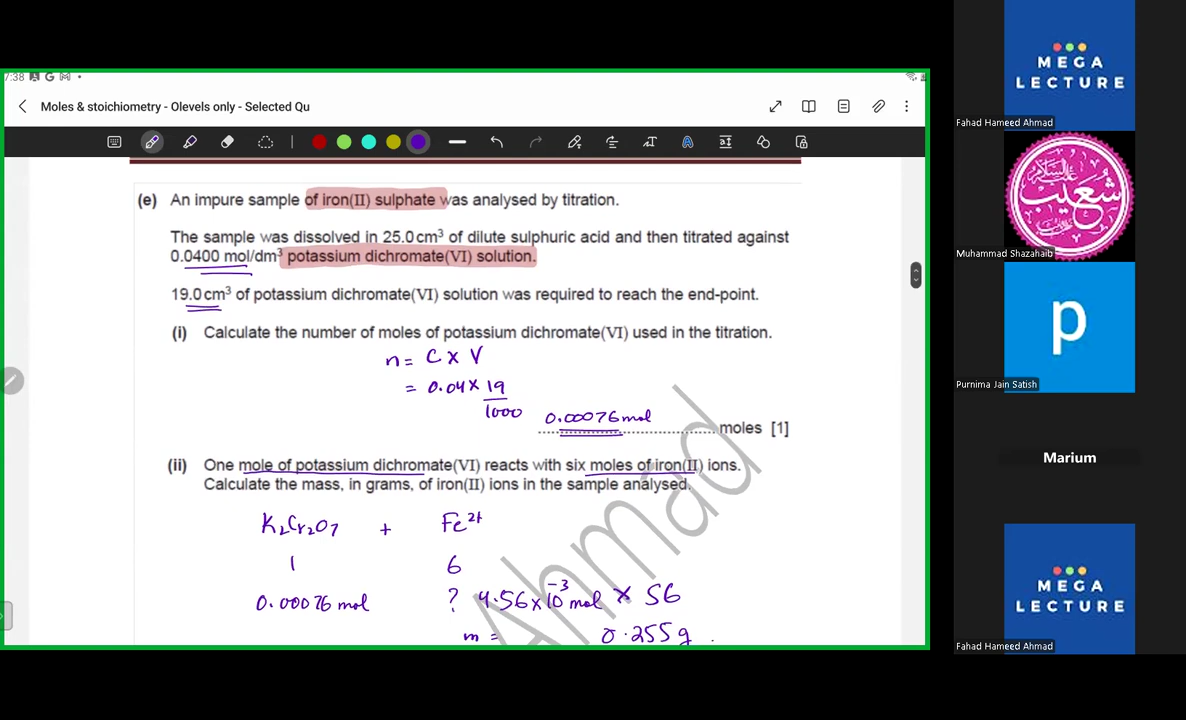 7:38
Moles & stoichiometry - Olevels only - Selected Qu
(e) An impure sample of iron(II) sulphate was analysed by titration.
The sample was dissolved in 25.0 cm³ of dilute sulphuric acid and then titrated against
0.0400 mol/dm³ potassium dichromate(VI) solution.
19.0 cm³ of potassium dichromate(VI) solution was required to reach the end-point.
(i) Calculate the number of moles of potassium dichromate(VI) used in the titration.
n = C x V
= 0.04 x 19
1000
0.00076 mol
moles [1]
(ii) One mole of potassium dichromate(VI) reacts with six moles of iron(II) ions.
Calculate the mass, in grams, of iron(II) ions in the sample analysed.
K₂Cr₂O₇ + Fe²⁺
1 6
0.00076 mol ? 4.56 x 10⁻³ mol x 56
m = 0.255 g
Ahmad
MEGA
LECTURE
Fahad Hameed Ahmad
شعيب
عليه السلام
Muhammad Shazahaib
p
Purnima Jain Satish
Marium
MEGA
LECTURE
Fahad Hameed Ahmad